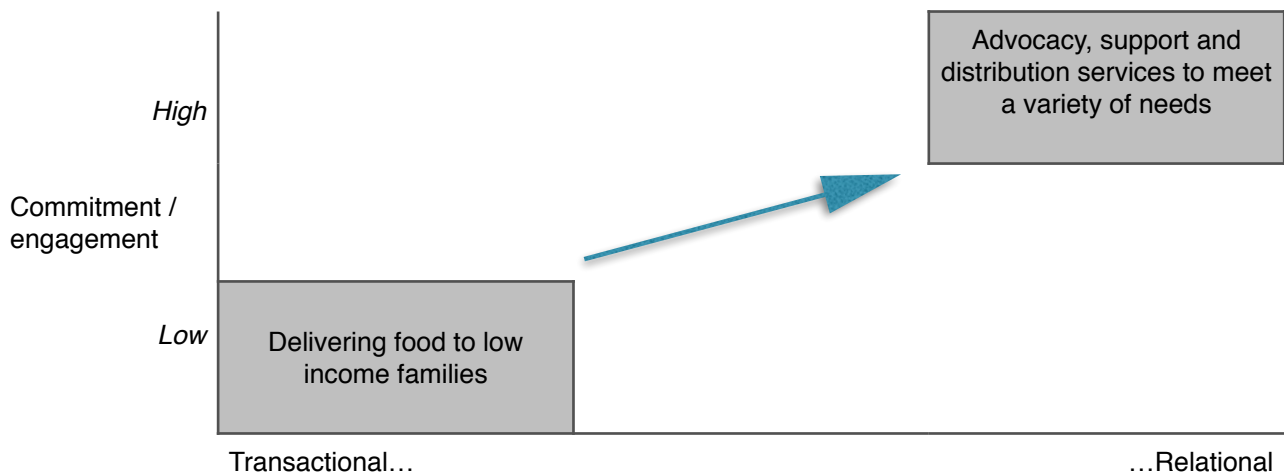 Advocacy, support and
distribution services to meet
a variety of needs
High
Commitment /
engagement
Low
Delivering food to low
income families
Transactional…
…Relational